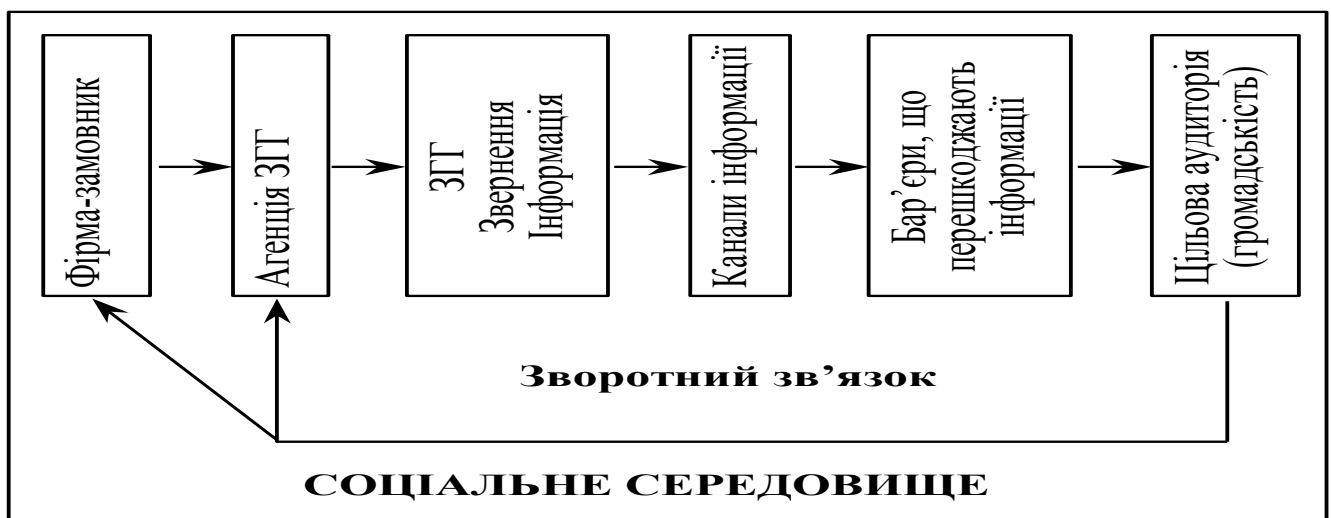 Фірма-замовник
Агенція ЗГГ
ЗГГ
Звернення
Інформація
Канали інформації
Бар’єри, що
перешкоджають
інформації
Цільова аудиторія
(громадськість)
Зворотний зв’язок
СОЦІАЛЬНЕ СЕРЕДОВИЩЕ